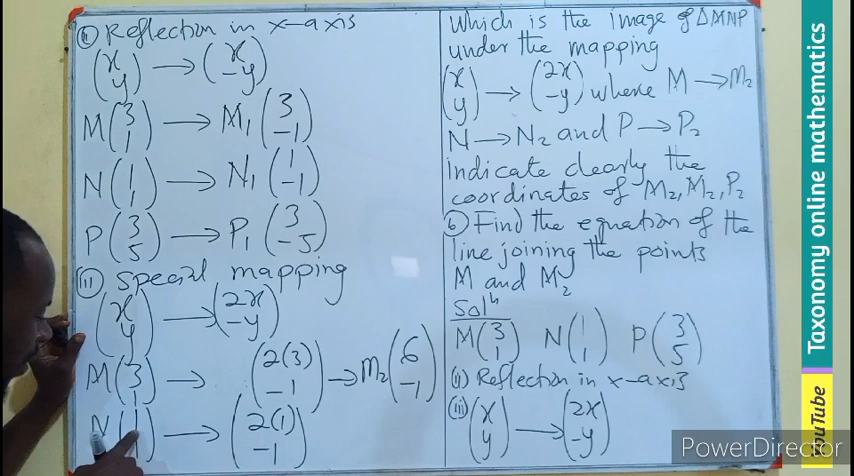 (ii) Reflection in x-axis
(x y) → (x -y)
M(3 1) → M₁(3 -1)
N(1 1) → N₁(1 -1)
P(3 5) → P₁(3 -5)
(iii) Special mapping
(x y) → (2x -y)
M(3 1) → (2(3) -1) → M₂(6 -1)
N(1 1) → (2(1) -1)
Which is the image of ΔMNP
under the mapping
(x y) → (2x -y) where M → M₂
N → N₂ and P → P₂
Indicate clearly the
coordinates of M₂, M₂, P₂
(b) Find the equation of the
line joining the points
M and M₂
Solⁿ
M(3 1) N(1 1) P(3 5)
(ii) Reflection in x-axis
(iii) (x y) → (2x -y)
YouTube Taxonomy online mathematics
PowerDirector